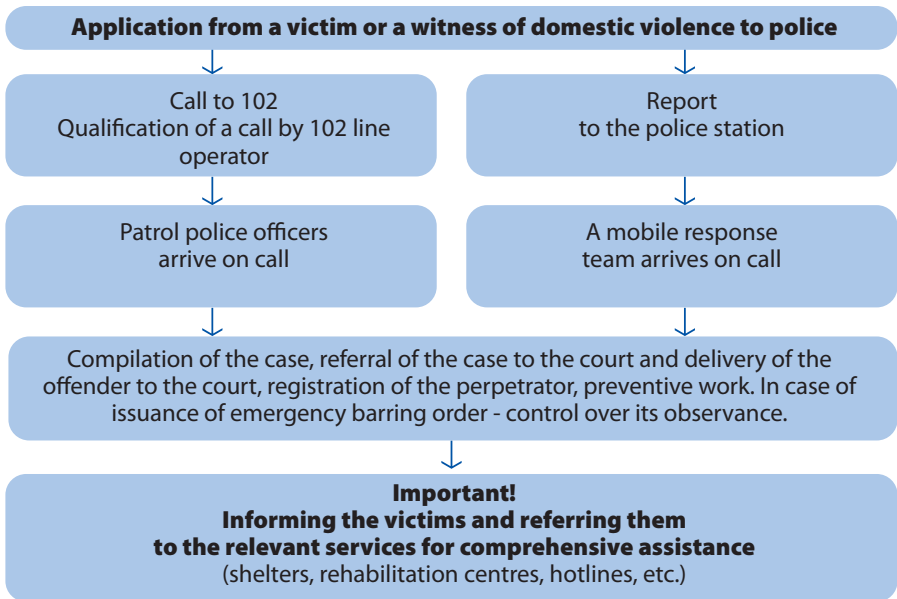 Application from a victim or a witness of domestic violence to police
Call to 102
Qualification of a call by 102 line
operator
Report
to the police station
Patrol police officers
arrive on call
A mobile response
team arrives on call
Compilation of the case, referral of the case to the court and delivery of the
offender to the court, registration of the perpetrator, preventive work. In case of
issuance of emergency barring order - control over its observance.
Important!
Informing the victims and referring them
to the relevant services for comprehensive assistance
(shelters, rehabilitation centres, hotlines, etc.)